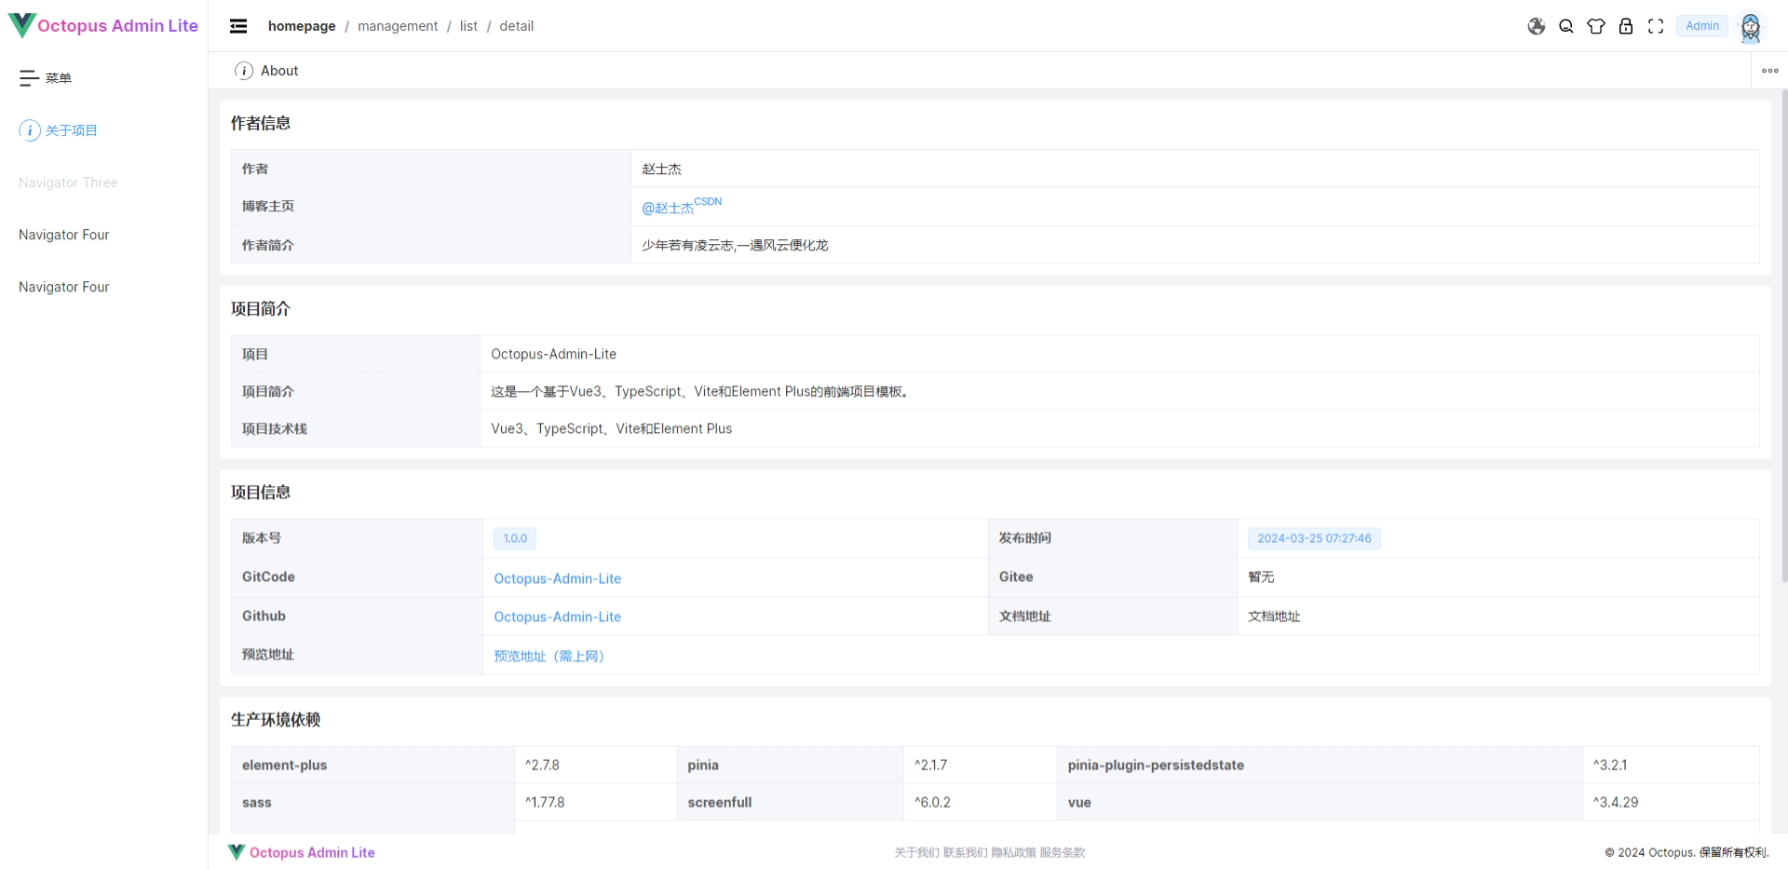 Octopus Admin Lite
homepage / management / list / detail
Admin
菜单
关于项目
Navigator Three
Navigator Four
Navigator Four
About
作者信息
作者 赵士杰
博客主页 @赵士杰CSDN
作者简介 少年若有凌云志,一遇风云便化龙
项目简介
项目 Octopus-Admin-Lite
项目简介 这是一个基于Vue3、TypeScript、Vite和Element Plus的前端项目模板。
项目技术栈 Vue3、TypeScript、Vite和Element Plus
项目信息
版本号 1.0.0 发布时间 2024-03-25 07:27:46
GitCode Octopus-Admin-Lite Gitee 暂无
Github Octopus-Admin-Lite 文档地址 文档地址
预览地址 预览地址（需上网）
生产环境依赖
element-plus ^2.7.8 pinia ^2.1.7 pinia-plugin-persistedstate ^3.2.1
sass ^1.77.8 screenfull ^6.0.2 vue ^3.4.29
Octopus Admin Lite
关于我们 联系我们 隐私政策 服务条款
© 2024 Octopus. 保留所有权利.